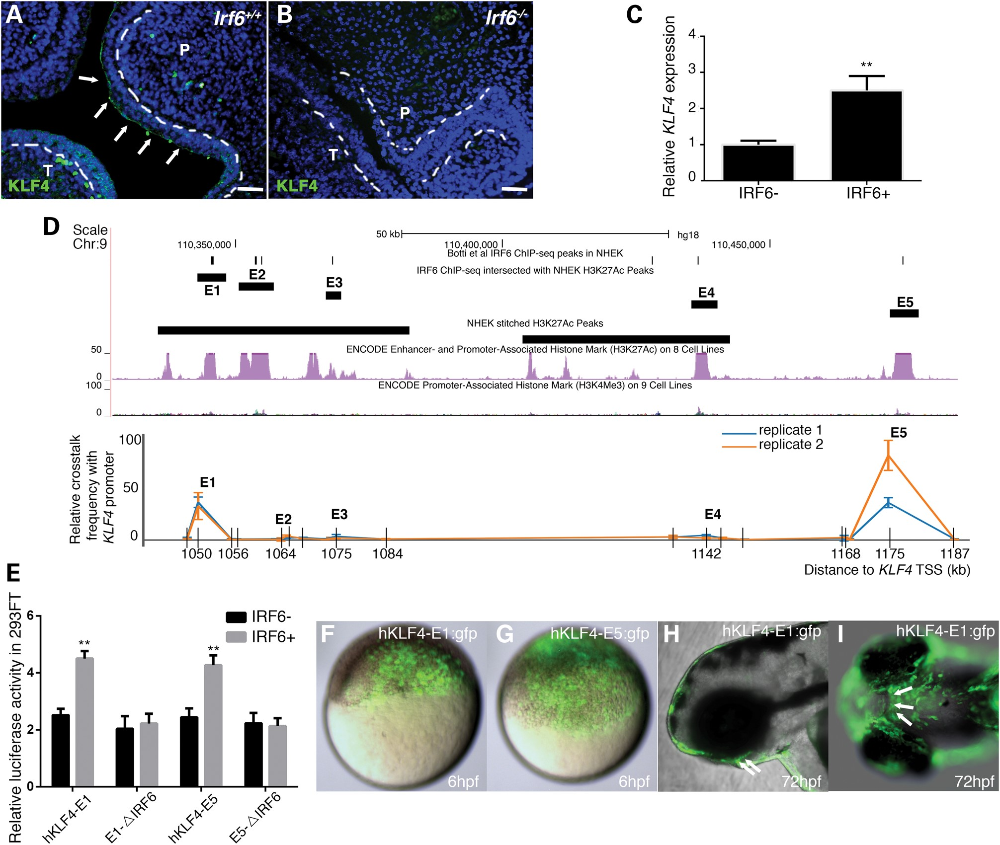 A
Irf6+/+
P
T
KLF4
B
Irf6-/-
P
T
KLF4
C
Relative KLF4 expression
4
3
2
1
0
**
IRF6-
IRF6+
D
Scale
Chr:9
50 kb
hg18
110,350,000
110,400,000
110,450,000
Botti et al IRF6 ChIP-seq peaks in NHEK
IRF6 ChIP-seq intersected with NHEK H3K27Ac Peaks
E1
E2
E3
E4
E5
NHEK stitched H3K27Ac Peaks
ENCODE Enhancer- and Promoter-Associated Histone Mark (H3K27Ac) on 8 Cell Lines
50
0
ENCODE Promoter-Associated Histone Mark (H3K4Me3) on 9 Cell Lines
100
0
Relative crosstalk
frequency with
KLF4 promoter
100
50
0
replicate 1
replicate 2
E1
E2
E3
E4
E5
1050
1056
1064
1075
1084
1142
1168
1175
1187
Distance to KLF4 TSS (kb)
E
Relative luciferase activity in 293FT
6
4
2
0
IRF6-
IRF6+
**
**
hKLF4-E1
E1-△IRF6
hKLF4-E5
E5-△IRF6
F
hKLF4-E1:gfp
6hpf
G
hKLF4-E5:gfp
6hpf
H
hKLF4-E1:gfp
72hpf
I
hKLF4-E1:gfp
72hpf